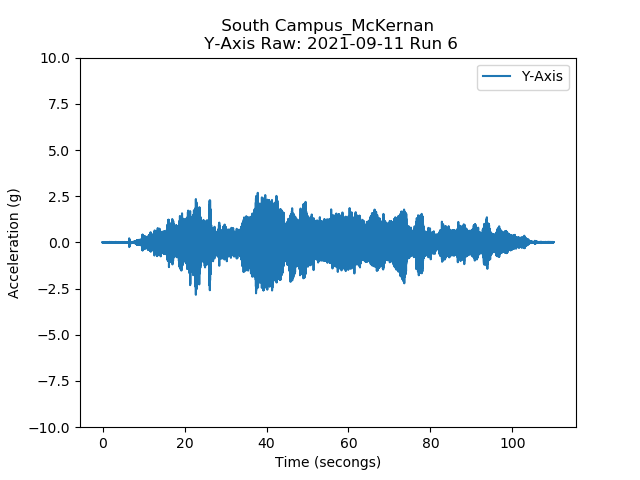 South Campus_McKernan
Y-Axis Raw: 2021-09-11 Run 6
Y-Axis
10.0
7.5
5.0
2.5
0.0
−2.5
−5.0
−7.5
−10.0
Acceleration (g)
0 20 40 60 80 100
Time (secongs)